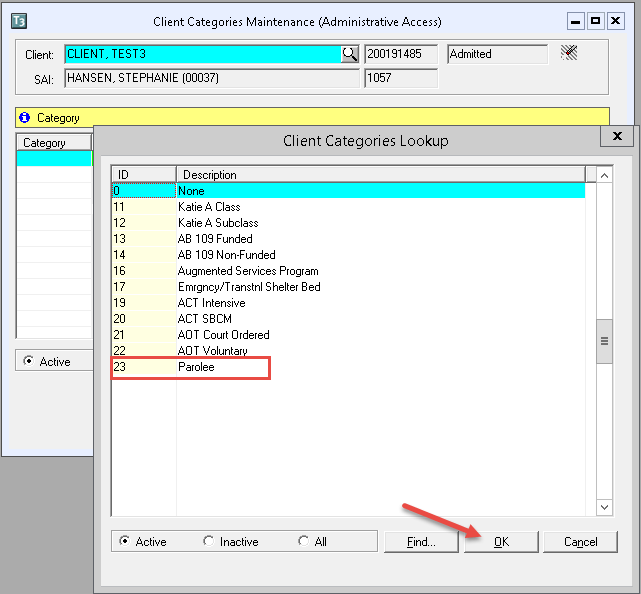 T3 Client Categories Maintenance (Administrative Access)
Client: CLIENT, TEST3 200191485 Admitted
SAI: HANSEN, STEPHANIE (00037) 1057
Category
Category
Client Categories Lookup
ID Description
0 None
11 Katie A Class
12 Katie A Subclass
13 AB 109 Funded
14 AB 109 Non-Funded
16 Augmented Services Program
17 Emrgncy/Transtnl Shelter Bed
19 ACT Intensive
20 ACT SBCM
21 AOT Court Ordered
22 AOT Voluntary
23 Parolee
Active
Active Inactive All Find... OK Cancel